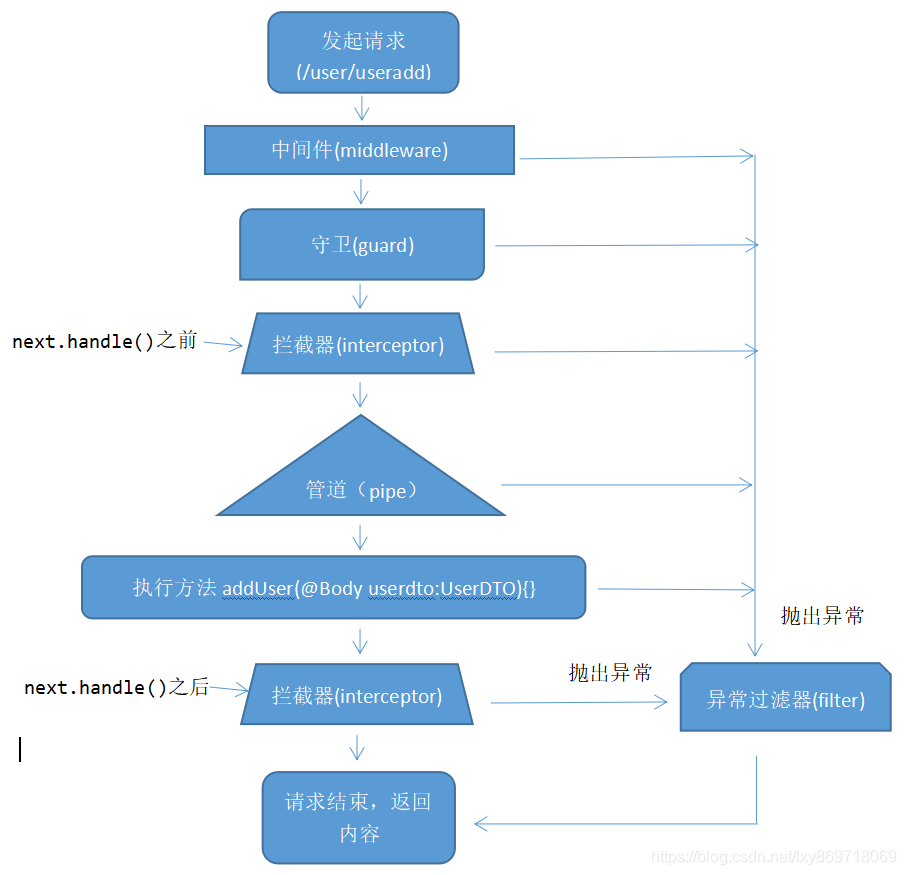 发起请求
(/user/useradd)
中间件(middleware)
守卫(guard)
next.handle()之前
拦截器(interceptor)
管道（pipe）
执行方法 addUser(@Body userdto:UserDTO){}
抛出异常
抛出异常
next.handle()之后
拦截器(interceptor)
异常过滤器(filter)
请求结束，返回
内容
https://blog.csdn.net/lxy869718069